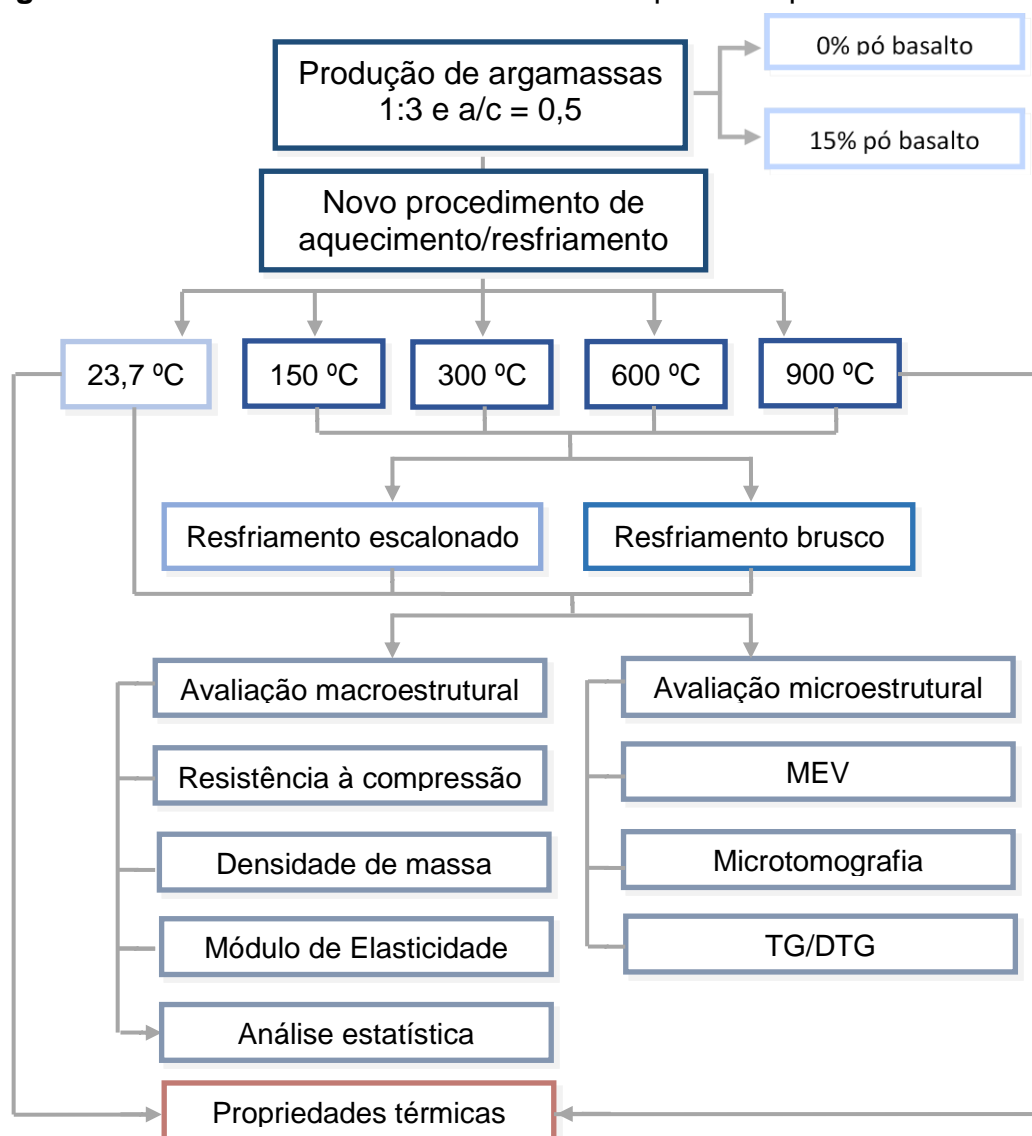 0% pó basalto
Produção de argamassas
1:3 e a/c = 0,5
15% pó basalto
Novo procedimento de
aquecimento/resfriamento
23,7 ºC
150 ºC
300 ºC
600 ºC
900 ºC
Resfriamento escalonado
Resfriamento brusco
Avaliação macroestrutural
Avaliação microestrutural
Resistência à compressão
MEV
Densidade de massa
Microtomografia
Módulo de Elasticidade
TG/DTG
Análise estatística
Propriedades térmicas